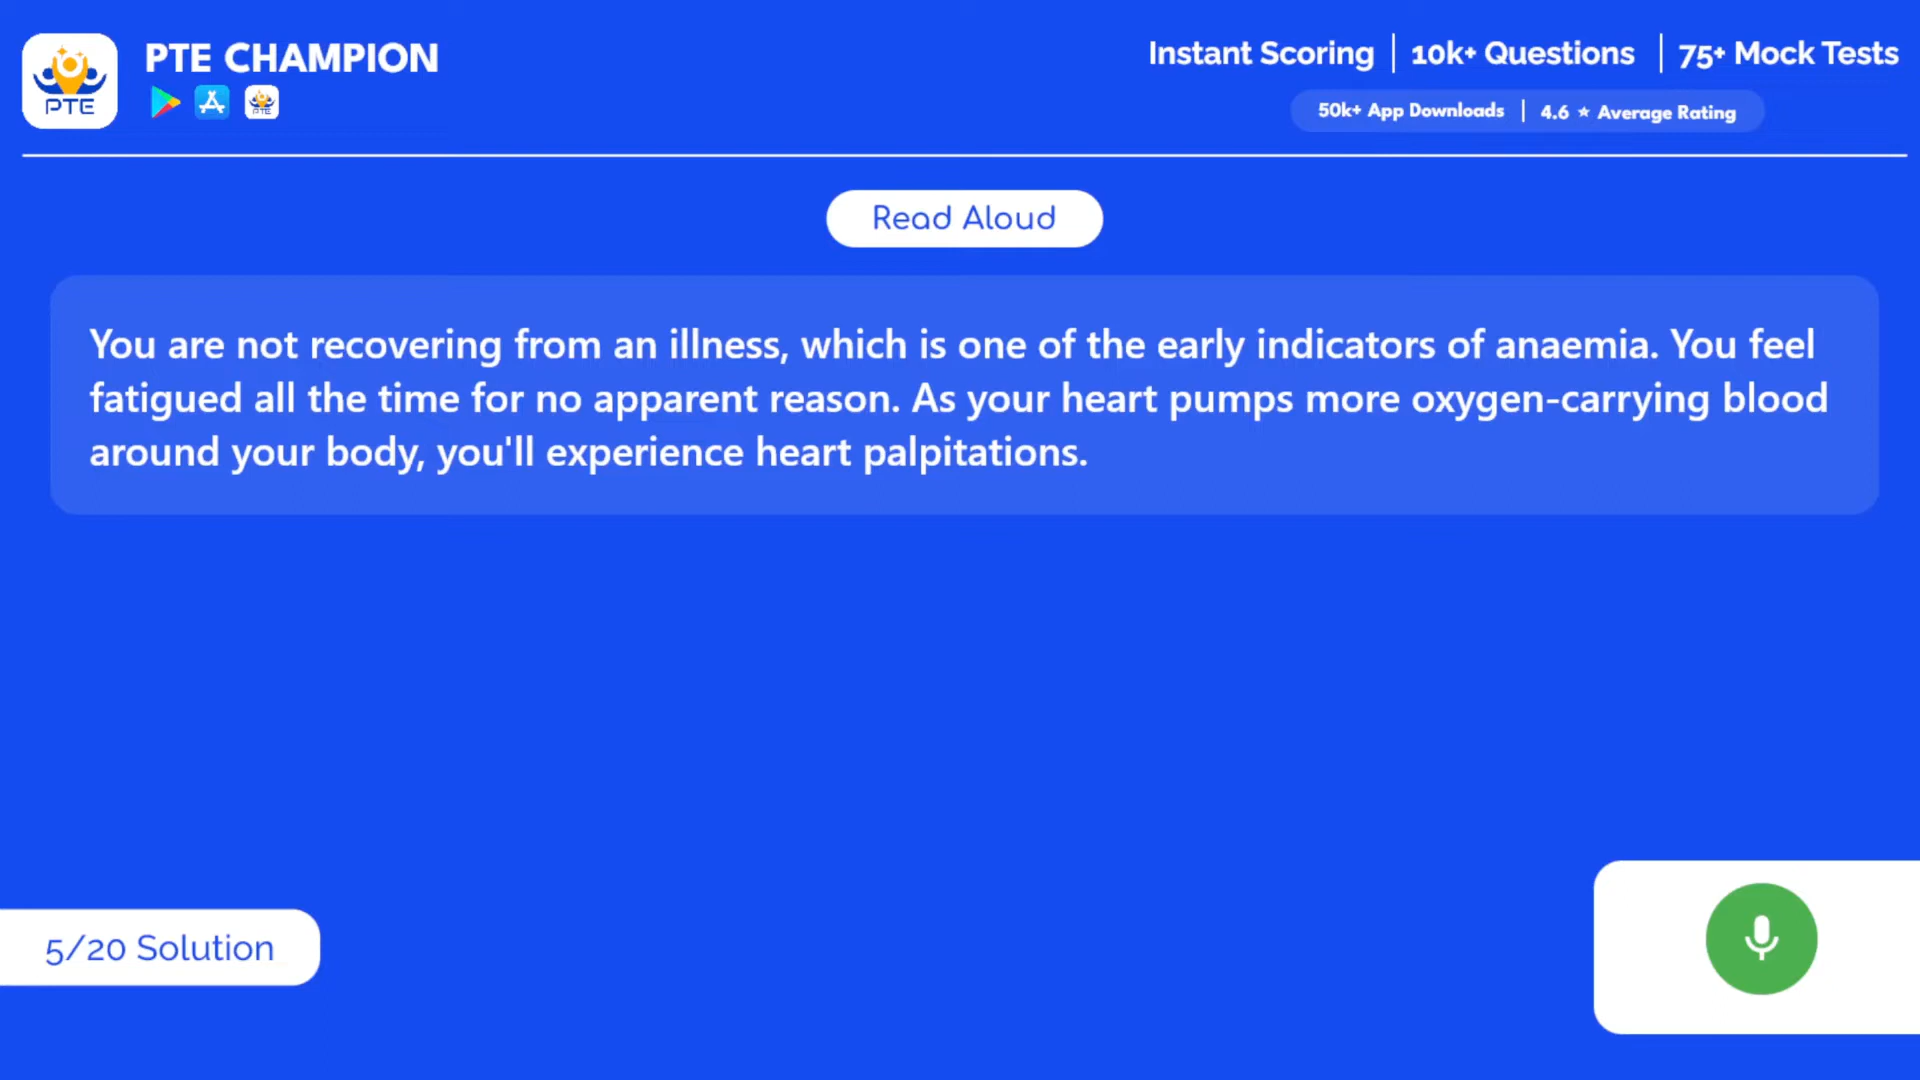 PTE CHAMPION
Instant Scoring | 10k+ Questions | 75+ Mock Tests
PTE
PTE
50k+ App Downloads | 4.6 ★ Average Rating
Read Aloud
You are not recovering from an illness, which is one of the early indicators of anaemia. You feel
fatigued all the time for no apparent reason. As your heart pumps more oxygen-carrying blood
around your body, you'll experience heart palpitations.
5/20 Solution